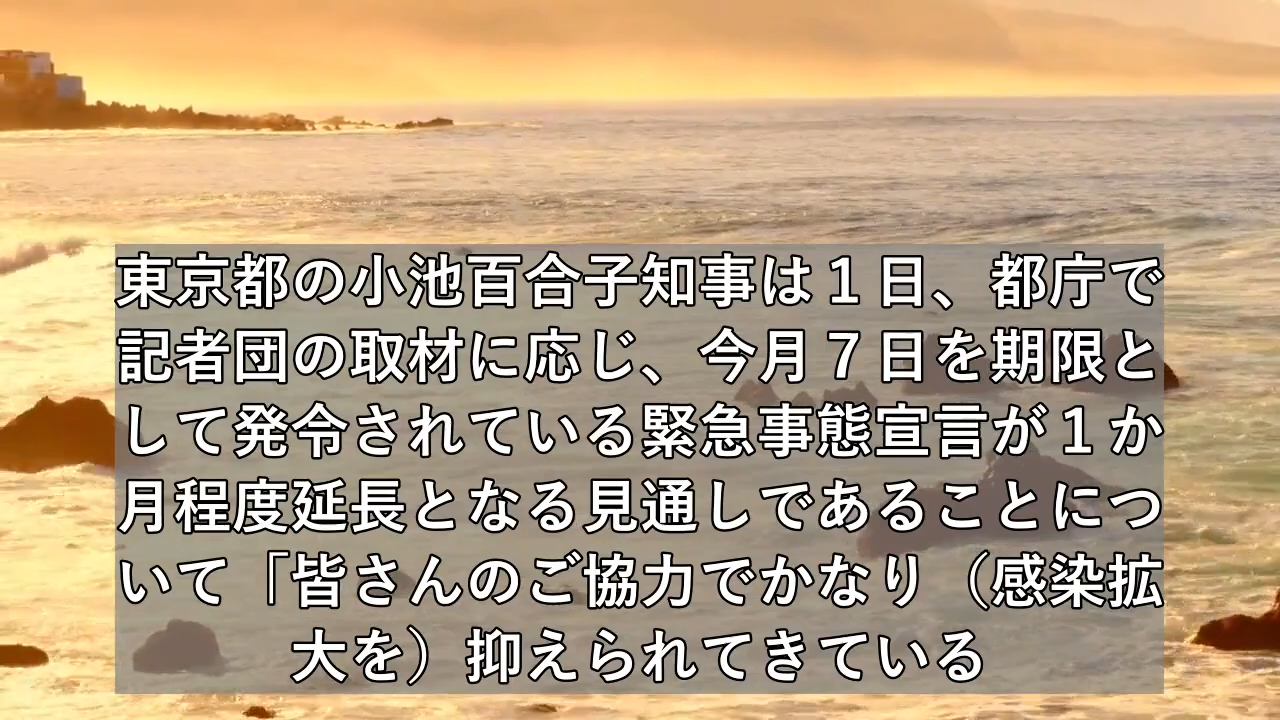 東京都の小池百合子知事は１日、都庁で
記者団の取材に応じ、今月７日を期限と
して発令されている緊急事態宣言が１か
月程度延長となる見通しであることにつ
いて「皆さんのご協力でかなり（感染拡
大を）抑えられてきている